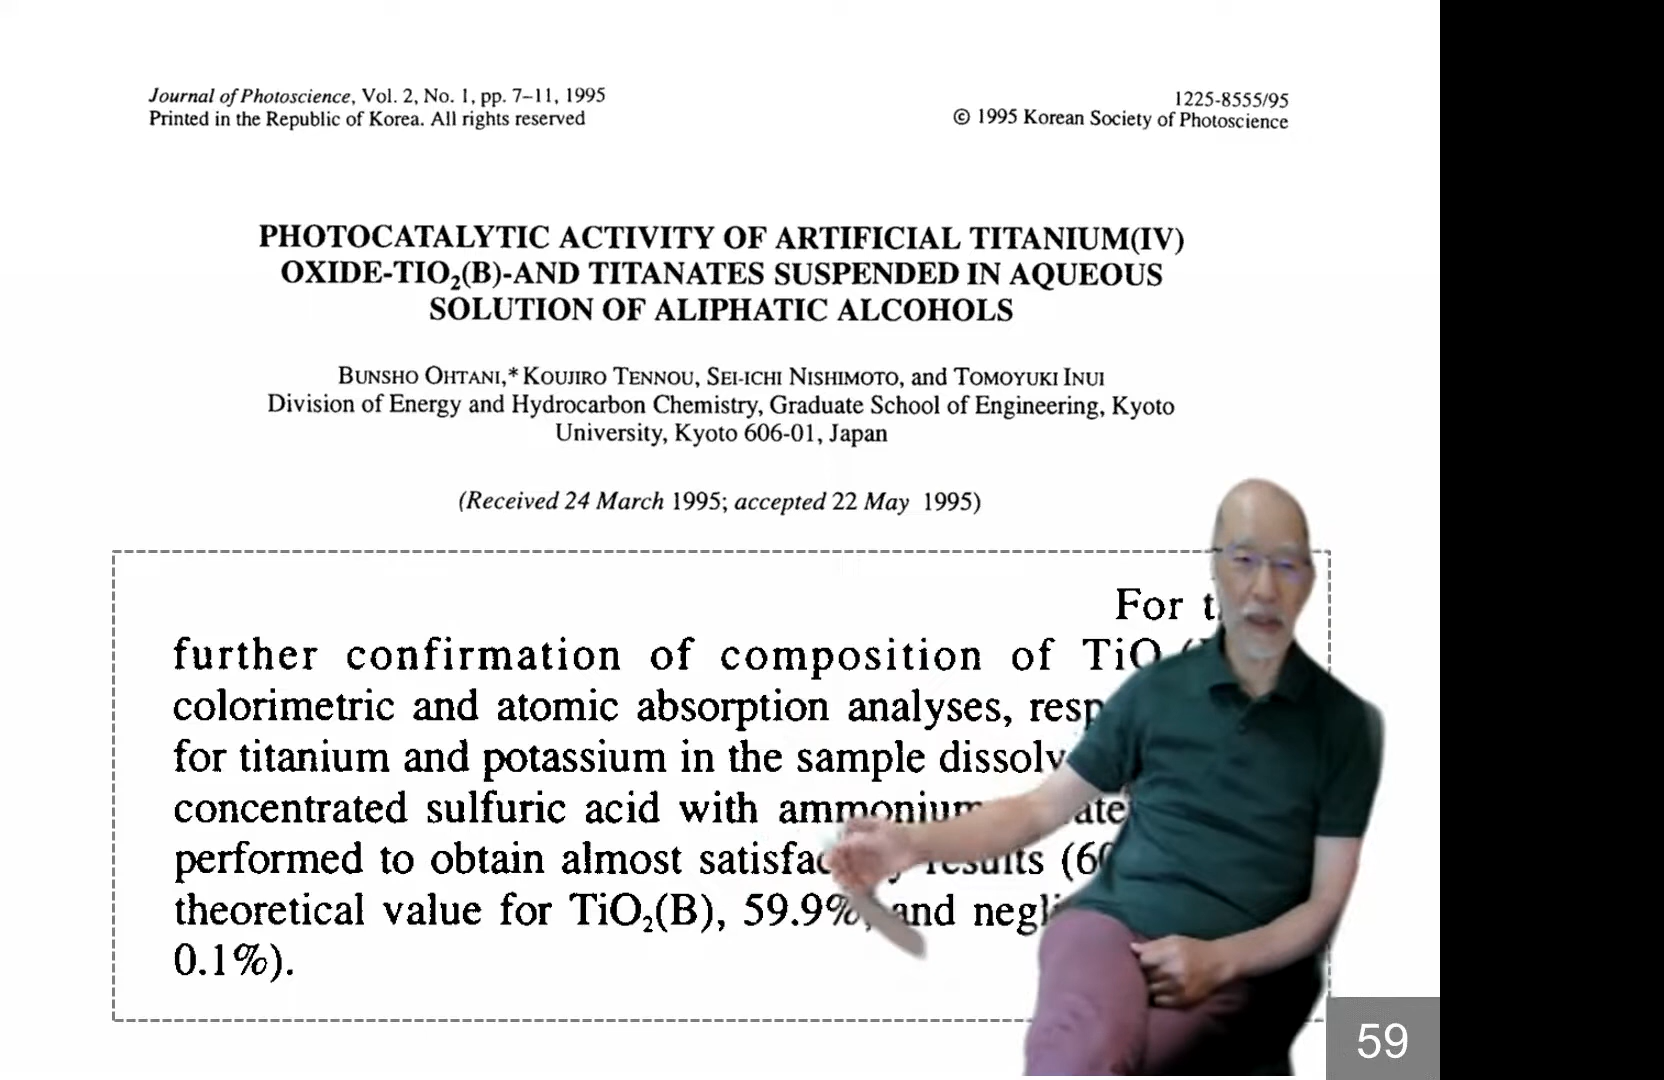 Journal of Photoscience, Vol. 2, No. 1, pp. 7–11, 1995
Printed in the Republic of Korea. All rights reserved
1225-8555/95
© 1995 Korean Society of Photoscience
PHOTOCATALYTIC ACTIVITY OF ARTIFICIAL TITANIUM(IV)
OXIDE-TIO₂(B)-AND TITANATES SUSPENDED IN AQUEOUS
SOLUTION OF ALIPHATIC ALCOHOLS
BUNSHO OHTANI,* KOUJIRO TENNOU, SEI-ICHI NISHIMOTO, and TOMOYUKI INUI
Division of Energy and Hydrocarbon Chemistry, Graduate School of Engineering, Kyoto
University, Kyoto 606-01, Japan
(Received 24 March 1995; accepted 22 May 1995)
For
further confirmation of composition of
colorimetric and atomic absorption analyses,
for titanium and potassium in the sample
concentrated sulfuric acid with ammonium
performed to obtain almost results
theoretical value for TiO₂(B), 59.9%, and
0.1%).
59